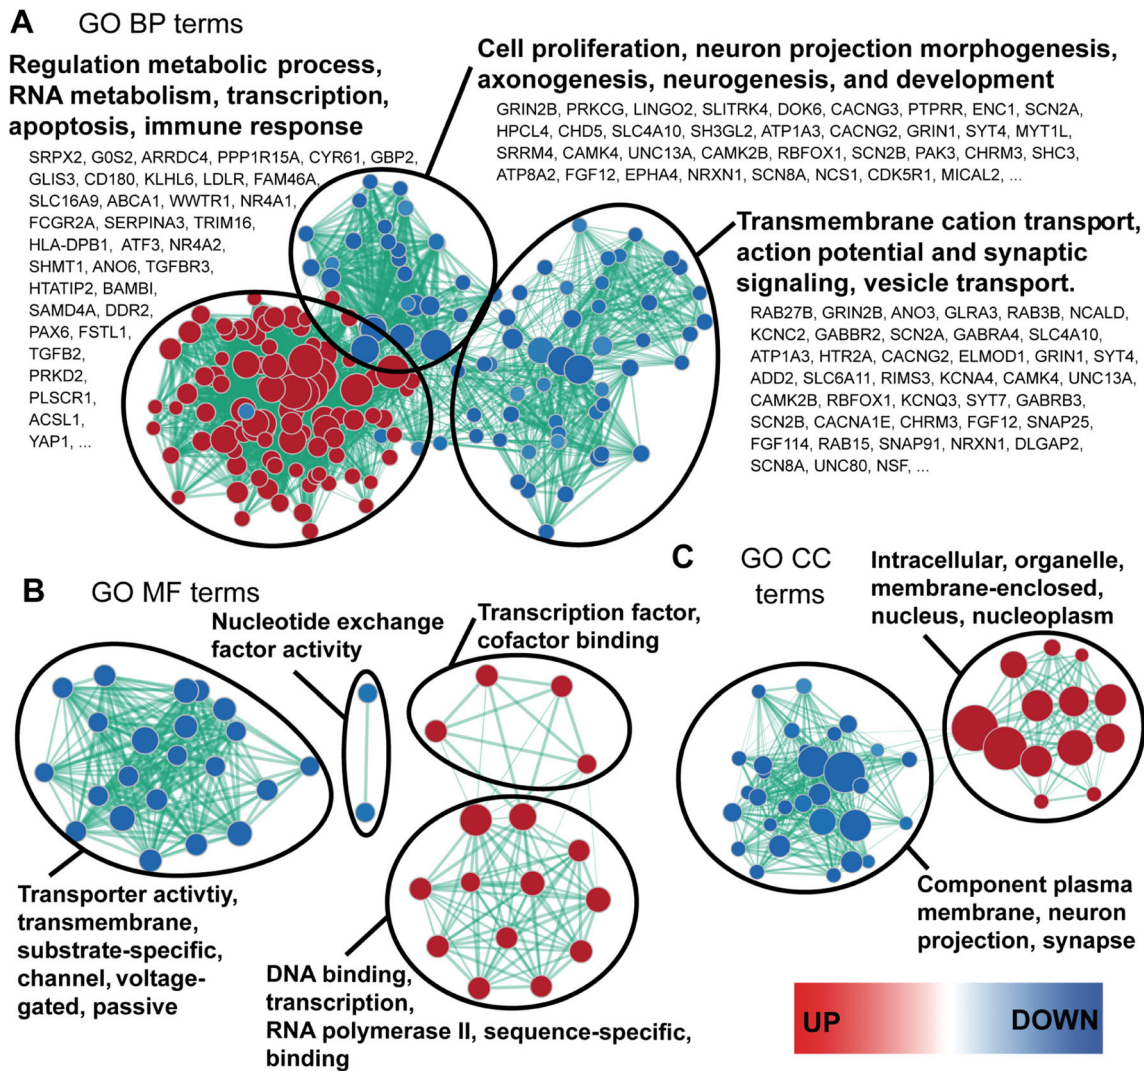 A GO BP terms
Regulation metabolic process,
RNA metabolism, transcription,
apoptosis, immune response
SRPX2, G0S2, ARRDC4, PPP1R15A, CYR61, GBP2,
GLIS3, CD180, KLHL6, LDLR, FAM46A,
SLC16A9, ABCA1, WWTR1, NR4A1,
FCGR2A, SERPINA3, TRIM16,
HLA-DPB1, ATF3, NR4A2,
SHMT1, ANO6, TGFBR3,
HTATIP2, BAMBI,
SAMD4A, DDR2,
PAX6, FSTL1,
TGFB2,
PRKD2,
PLSCR1,
ACSL1,
YAP1, ...
Cell proliferation, neuron projection morphogenesis,
axonogenesis, neurogenesis, and development
GRIN2B, PRKCG, LINGO2, SLITRK4, DOK6, CACNG3, PTPRR, ENC1, SCN2A,
HPCL4, CHD5, SLC4A10, SH3GL2, ATP1A3, CACNG2, GRIN1, SYT4, MYT1L,
SRRM4, CAMK4, UNC13A, CAMK2B, RBFOX1, SCN2B, PAK3, CHRM3, SHC3,
ATP8A2, FGF12, EPHA4, NRXN1, SCN8A, NCS1, CDK5R1, MICAL2, ...
Transmembrane cation transport,
action potential and synaptic
signaling, vesicle transport.
RAB27B, GRIN2B, ANO3, GLRA3, RAB3B, NCALD,
KCNC2, GABBR2, SCN2A, GABRA4, SLC4A10,
ATP1A3, HTR2A, CACNG2, ELMOD1, GRIN1, SYT4,
ADD2, SLC6A11, RIMS3, KCNA4, CAMK4, UNC13A,
CAMK2B, RBFOX1, KCNQ3, SYT7, GABRB3,
SCN2B, CACNA1E, CHRM3, FGF12, SNAP25,
FGF114, RAB15, SNAP91, NRXN1, DLGAP2,
SCN8A, UNC80, NSF, ...
B GO MF terms
Nucleotide exchange
factor activity
Transcription factor,
cofactor binding
Transporter activtiy,
transmembrane,
substrate-specific,
channel, voltage-
gated, passive
DNA binding,
transcription,
RNA polymerase II, sequence-specific,
binding
C GO CC
terms
Intracellular, organelle,
membrane-enclosed,
nucleus, nucleoplasm
Component plasma
membrane, neuron
projection, synapse
UP DOWN